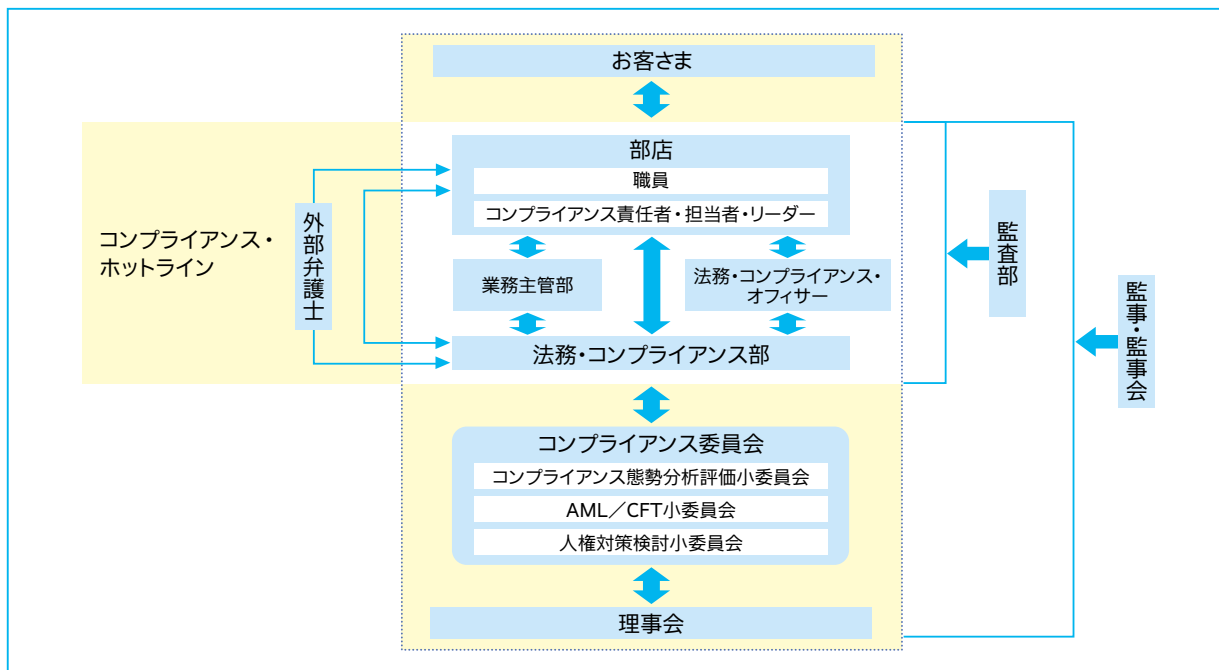 お客さま
部店
職員
コンプライアンス責任者・担当者・リーダー
コンプライアンス・
ホットライン
外部弁護士
業務主管部
法務・コンプライアンス・
オフィサー
法務・コンプライアンス部
監査部
監事・監事会
コンプライアンス委員会
コンプライアンス態勢分析評価小委員会
AML/CFT小委員会
人権対策検討小委員会
理事会